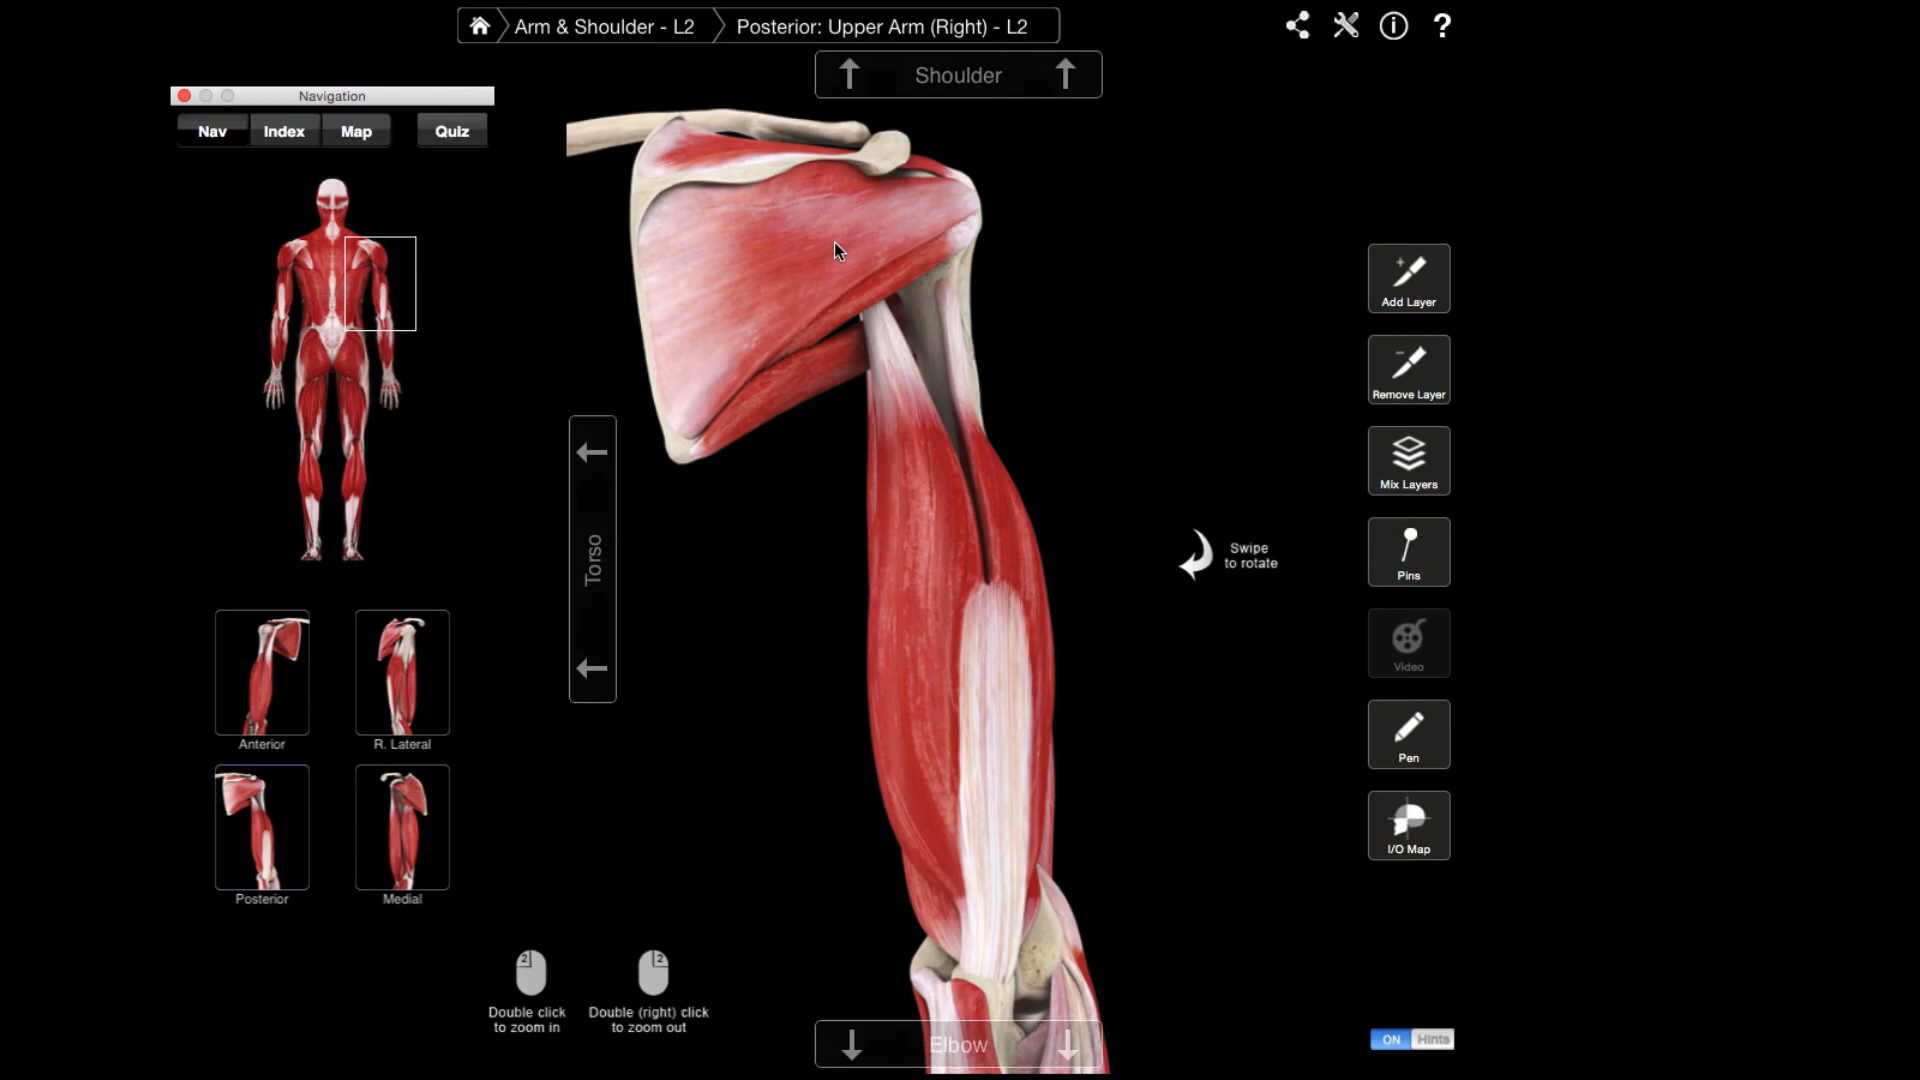 Arm & Shoulder - L2
Posterior: Upper Arm (Right) - L2
?
Shoulder
Navigation
Nav
Index
Map
Quiz
Add Layer
Remove Layer
Mix Layers
Torso
Swipe
to rotate
Pins
Video
Anterior
R. Lateral
Pen
I/O Map
Posterior
Medial
2
2
Double click
to zoom in
Double (right) click
to zoom out
Elbow
ON
Hints